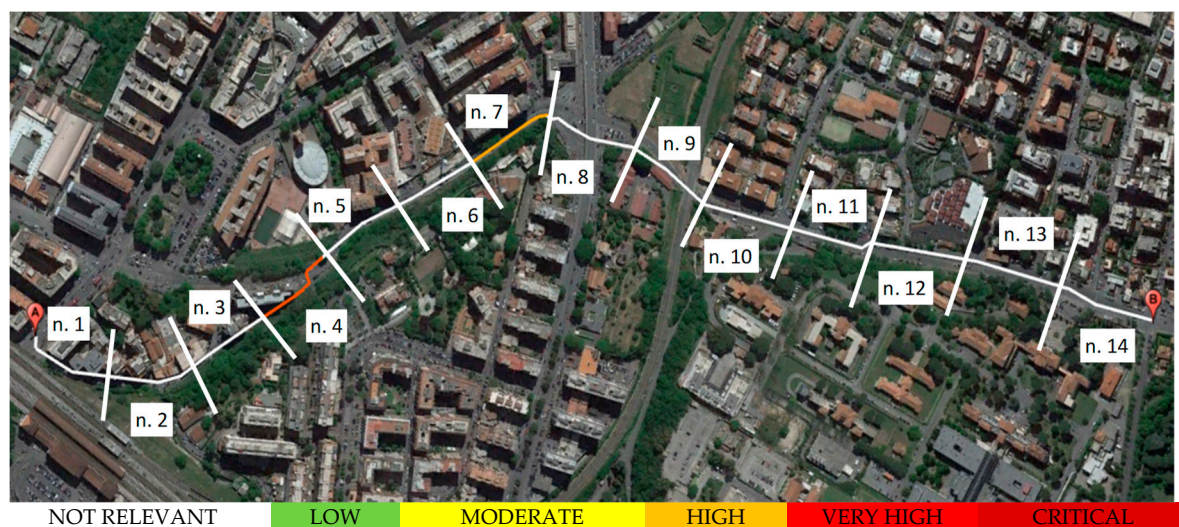 n. 7
n. 9
n. 8
n. 5
n. 6
n. 11
n. 13
n. 10
n. 3
n. 12
A
B
n. 1
n. 4
n. 14
n. 2
NOT RELEVANT LOW MODERATE HIGH VERY HIGH CRITICAL